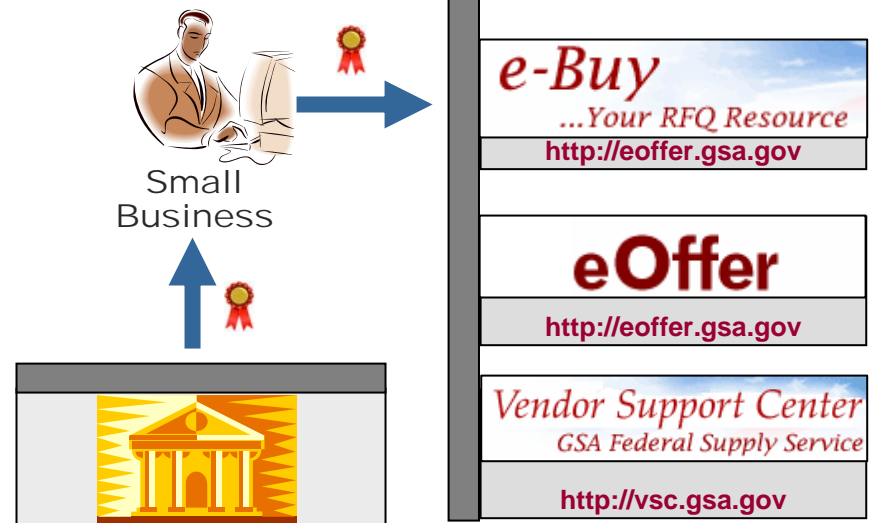 Small
Business
e-Buy
...Your RFQ Resource
http://eoffer.gsa.gov
eOffer
http://eoffer.gsa.gov
Vendor Support Center
GSA Federal Supply Service
http://vsc.gsa.gov